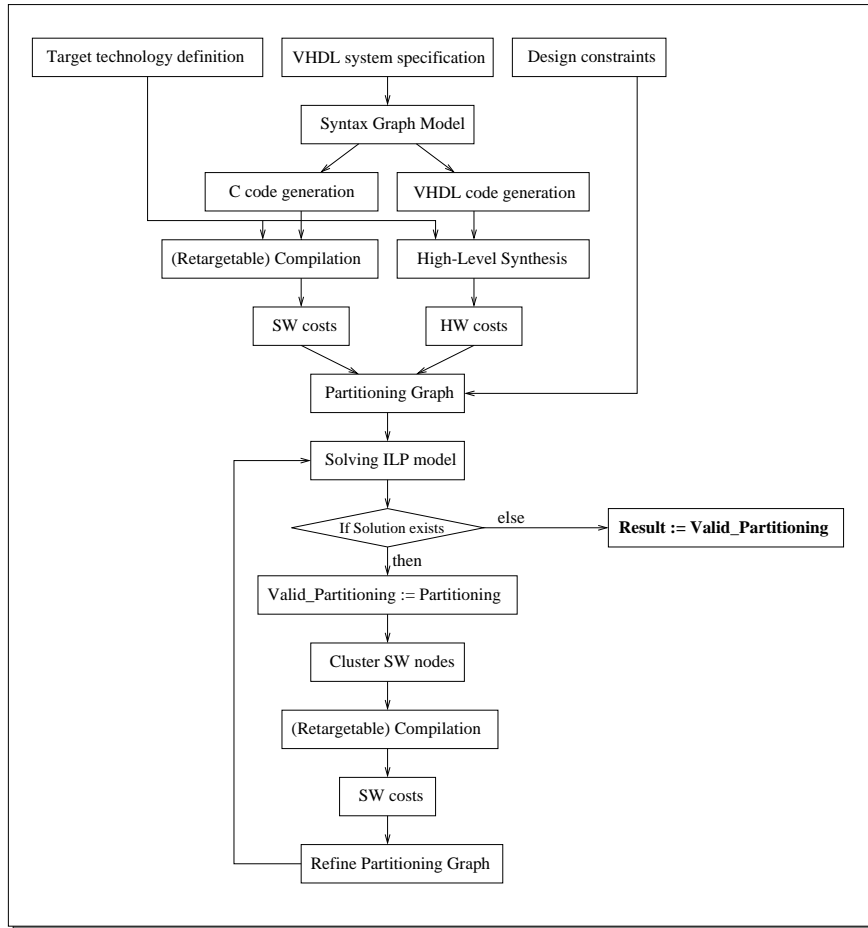 Target technology definition
VHDL system specification
Design constraints
Syntax Graph Model
C code generation
VHDL code generation
(Retargetable) Compilation
High-Level Synthesis
SW costs
HW costs
Partitioning Graph
Solving ILP model
If Solution exists
else
Result := Valid_Partitioning
then
Valid_Partitioning := Partitioning
Cluster SW nodes
(Retargetable) Compilation
SW costs
Refine Partitioning Graph